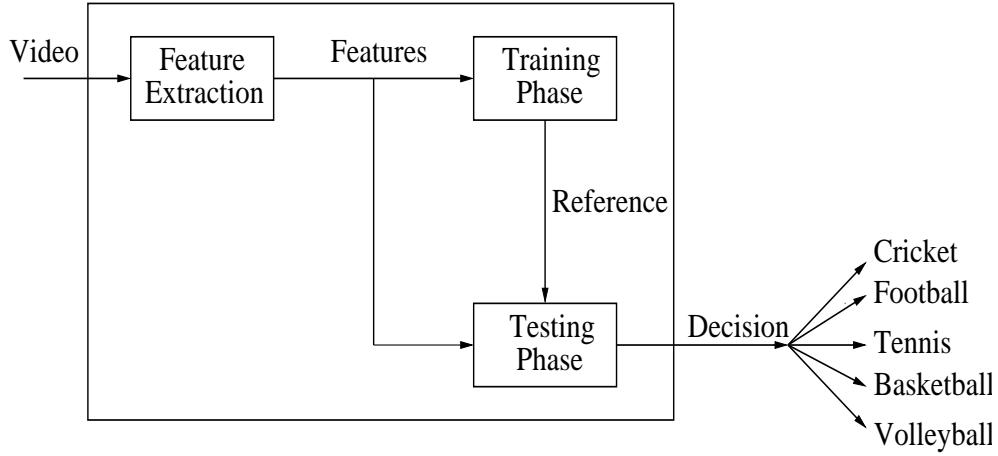 Video
Feature
Extraction
Features
Training
Phase
Reference
Testing
Phase
Decision
Cricket
Football
Tennis
Basketball
Volleyball